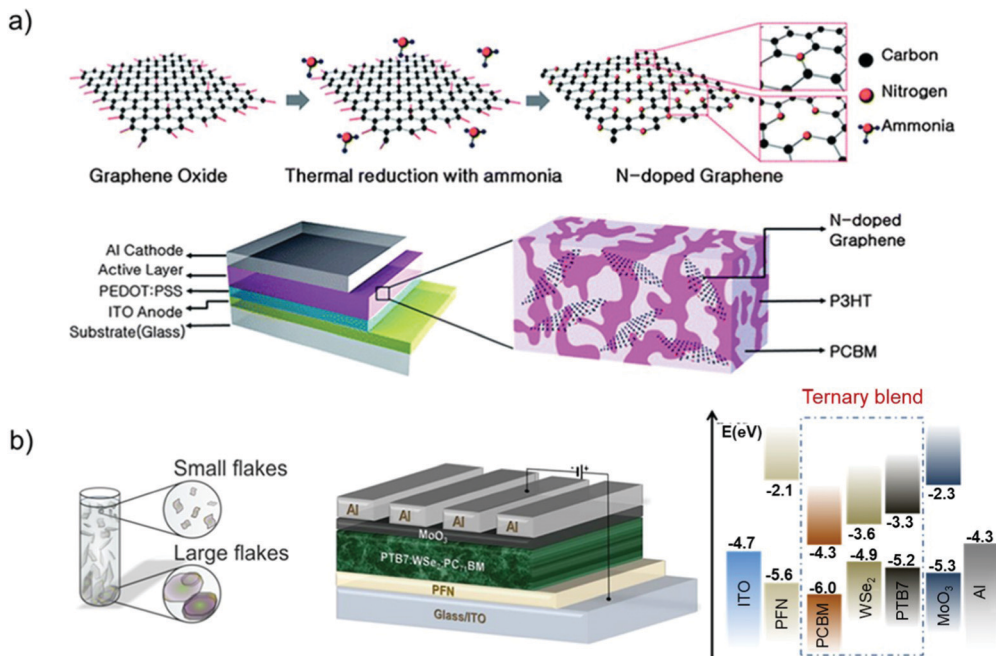 a)
Carbon
Nitrogen
Ammonia
Graphene Oxide
Thermal reduction with ammonia
N-doped Graphene
Al Cathode
Active Layer
PEDOT:PSS
ITO Anode
Substrate(Glass)
N-doped
Graphene
P3HT
PCBM
b)
Small flakes
Large flakes
- +
Al Al Al Al
MoO3
PTB7:WSe2:PC71BM
PFN
Glass/ITO
Ternary blend
E(eV)
-2.1
-2.3
-3.3
-3.6
-4.3
-4.3
-4.7
-4.9
-5.2
-5.3
-5.6
-6.0
ITO
PFN
PCBM
WSe2
PTB7
MoO3
Al